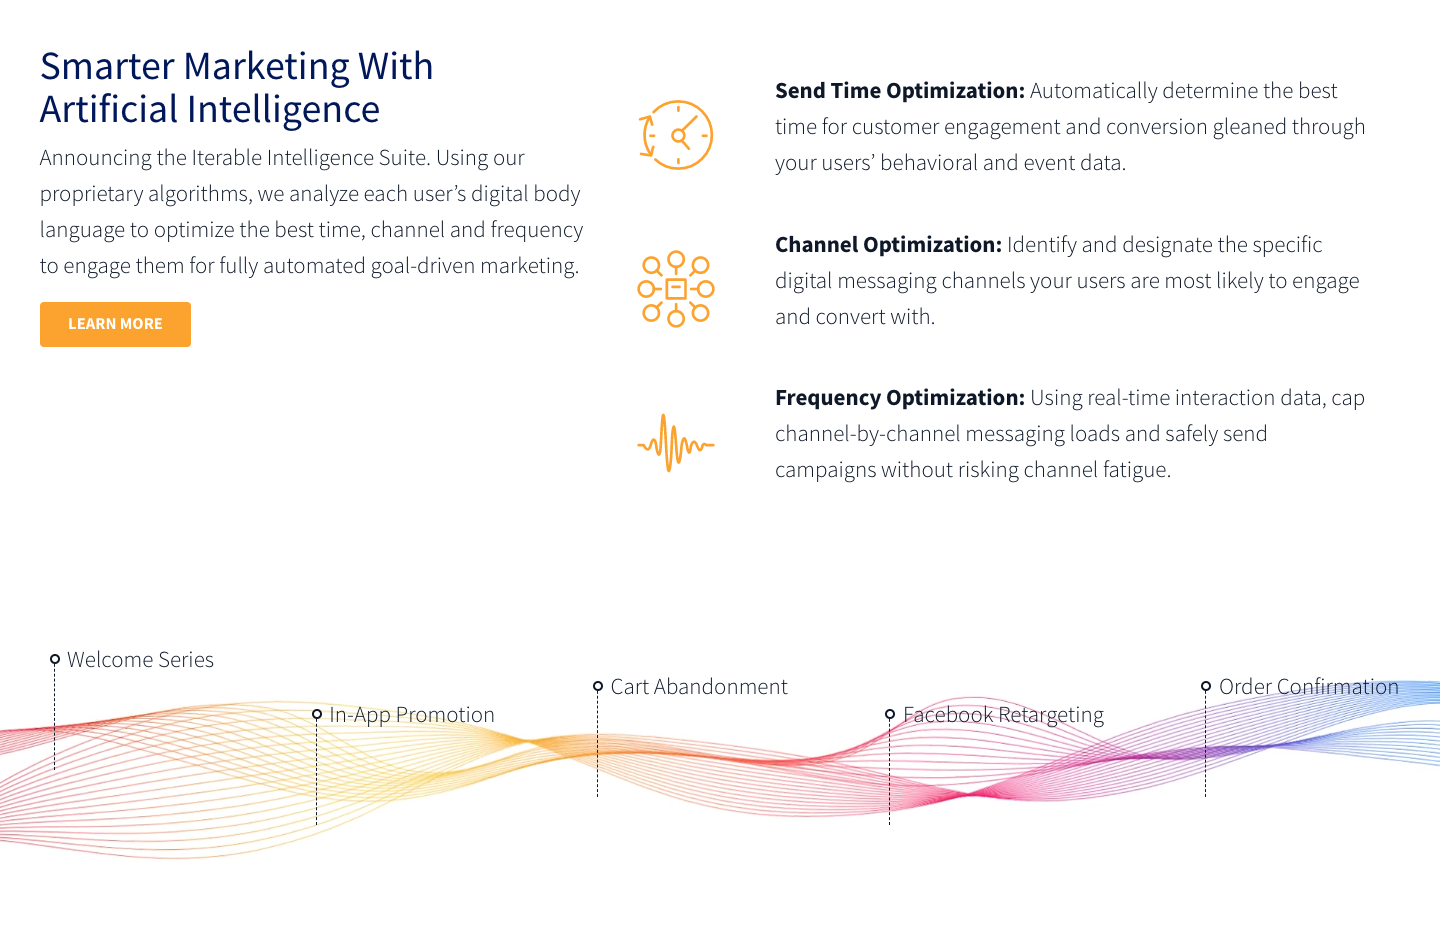 Smarter Marketing With
Artificial Intelligence
Announcing the Iterable Intelligence Suite. Using our
proprietary algorithms, we analyze each user’s digital body
language to optimize the best time, channel and frequency
to engage them for fully automated goal-driven marketing.
LEARN MORE
Send Time Optimization: Automatically determine the best
time for customer engagement and conversion gleaned through
your users’ behavioral and event data.
Channel Optimization: Identify and designate the specific
digital messaging channels your users are most likely to engage
and convert with.
Frequency Optimization: Using real-time interaction data, cap
channel-by-channel messaging loads and safely send
campaigns without risking channel fatigue.
Welcome Series
In-App Promotion
Cart Abandonment
Facebook Retargeting
Order Confirmation